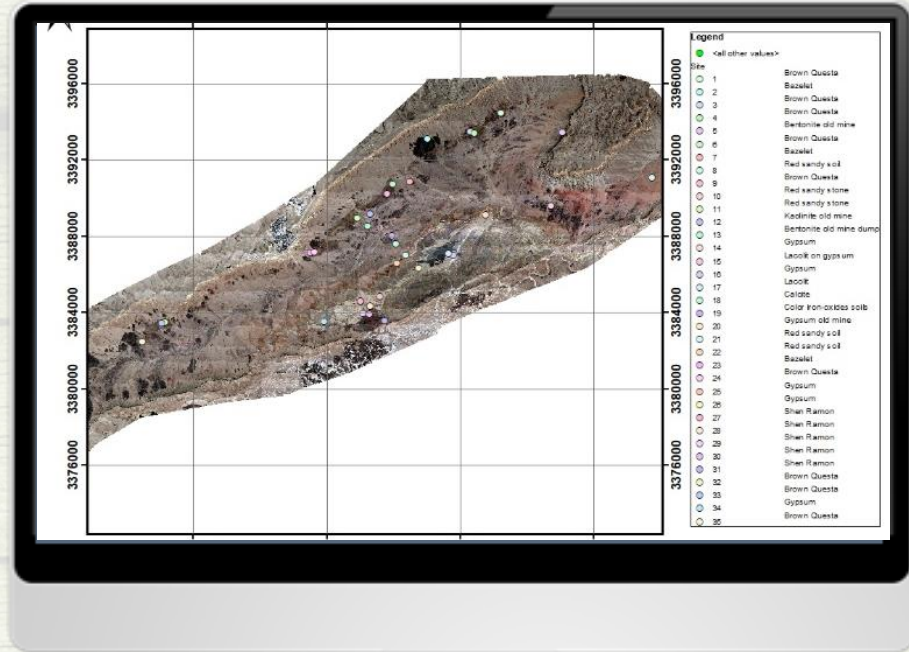 Legend
<all other values>
Site
1 Brown Questa
2 Bazelet
3 Brown Questa
4 Brown Questa
5 Bentonite old mine
6 Brown Questa
7 Bazelet
8 Red sandy soil
9 Brown Questa
10 Red sandy stone
11 Red sandy stone
12 Kaolinite old mine
13 Bentonite old mine dump
14 Gypsum
15 Lacolit on gypsum
16 Gypsum
17 Lacolit
18 Calcite
19 Color iron-oxides soils
20 Gypsum old mine
21 Red sandy soil
22 Red sandy soil
23 Bazelet
24 Brown Questa
25 Gypsum
26 Gypsum
27 Shen Ramon
28 Shen Ramon
29 Shen Ramon
30 Shen Ramon
31 Shen Ramon
32 Brown Questa
33 Brown Questa
34 Gypsum
35 Brown Questa
3396000 3396000
3392000 3392000
3388000 3388000
3384000 3384000
3380000 3380000
3376000 3376000